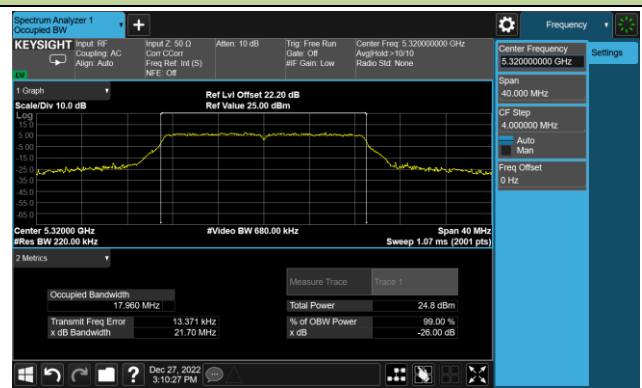 Spectrum Analyzer 1
Occupied BW
Frequency
KEYSIGHT
Input: RF
Coupling: AC
Align: Auto
Input Z: 50 Ω
Corr CCorr
Freq Ref: Int (S)
NFE: Off
Atten: 10 dB
Trig: Free Run
Gate: Off
#IF Gain: Low
Center Freq: 5.320000000 GHz
Avg|Hold:>10/10
Radio Std: None
LXI
Center Frequency
5.320000000 GHz
Settings
Span
40.000 MHz
CF Step
4.000000 MHz
Auto
Man
Freq Offset
0 Hz
1 Graph
Scale/Div 10.0 dB
Ref Lvl Offset 22.20 dB
Ref Value 25.00 dBm
Log
15.0
5.00
-5.00
-15.0
-25.0
-35.0
-45.0
-55.0
-65.0
Center 5.32000 GHz
#Res BW 220.00 kHz
#Video BW 680.00 kHz
Span 40 MHz
Sweep 1.07 ms (2001 pts)
2 Metrics
Measure Trace
Trace 1
Occupied Bandwidth
17.960 MHz
Total Power
24.8 dBm
Transmit Freq Error
13.371 kHz
% of OBW Power
99.00 %
x dB Bandwidth
21.70 MHz
x dB
-26.00 dB
?
Dec 27, 2022
3:10:27 PM